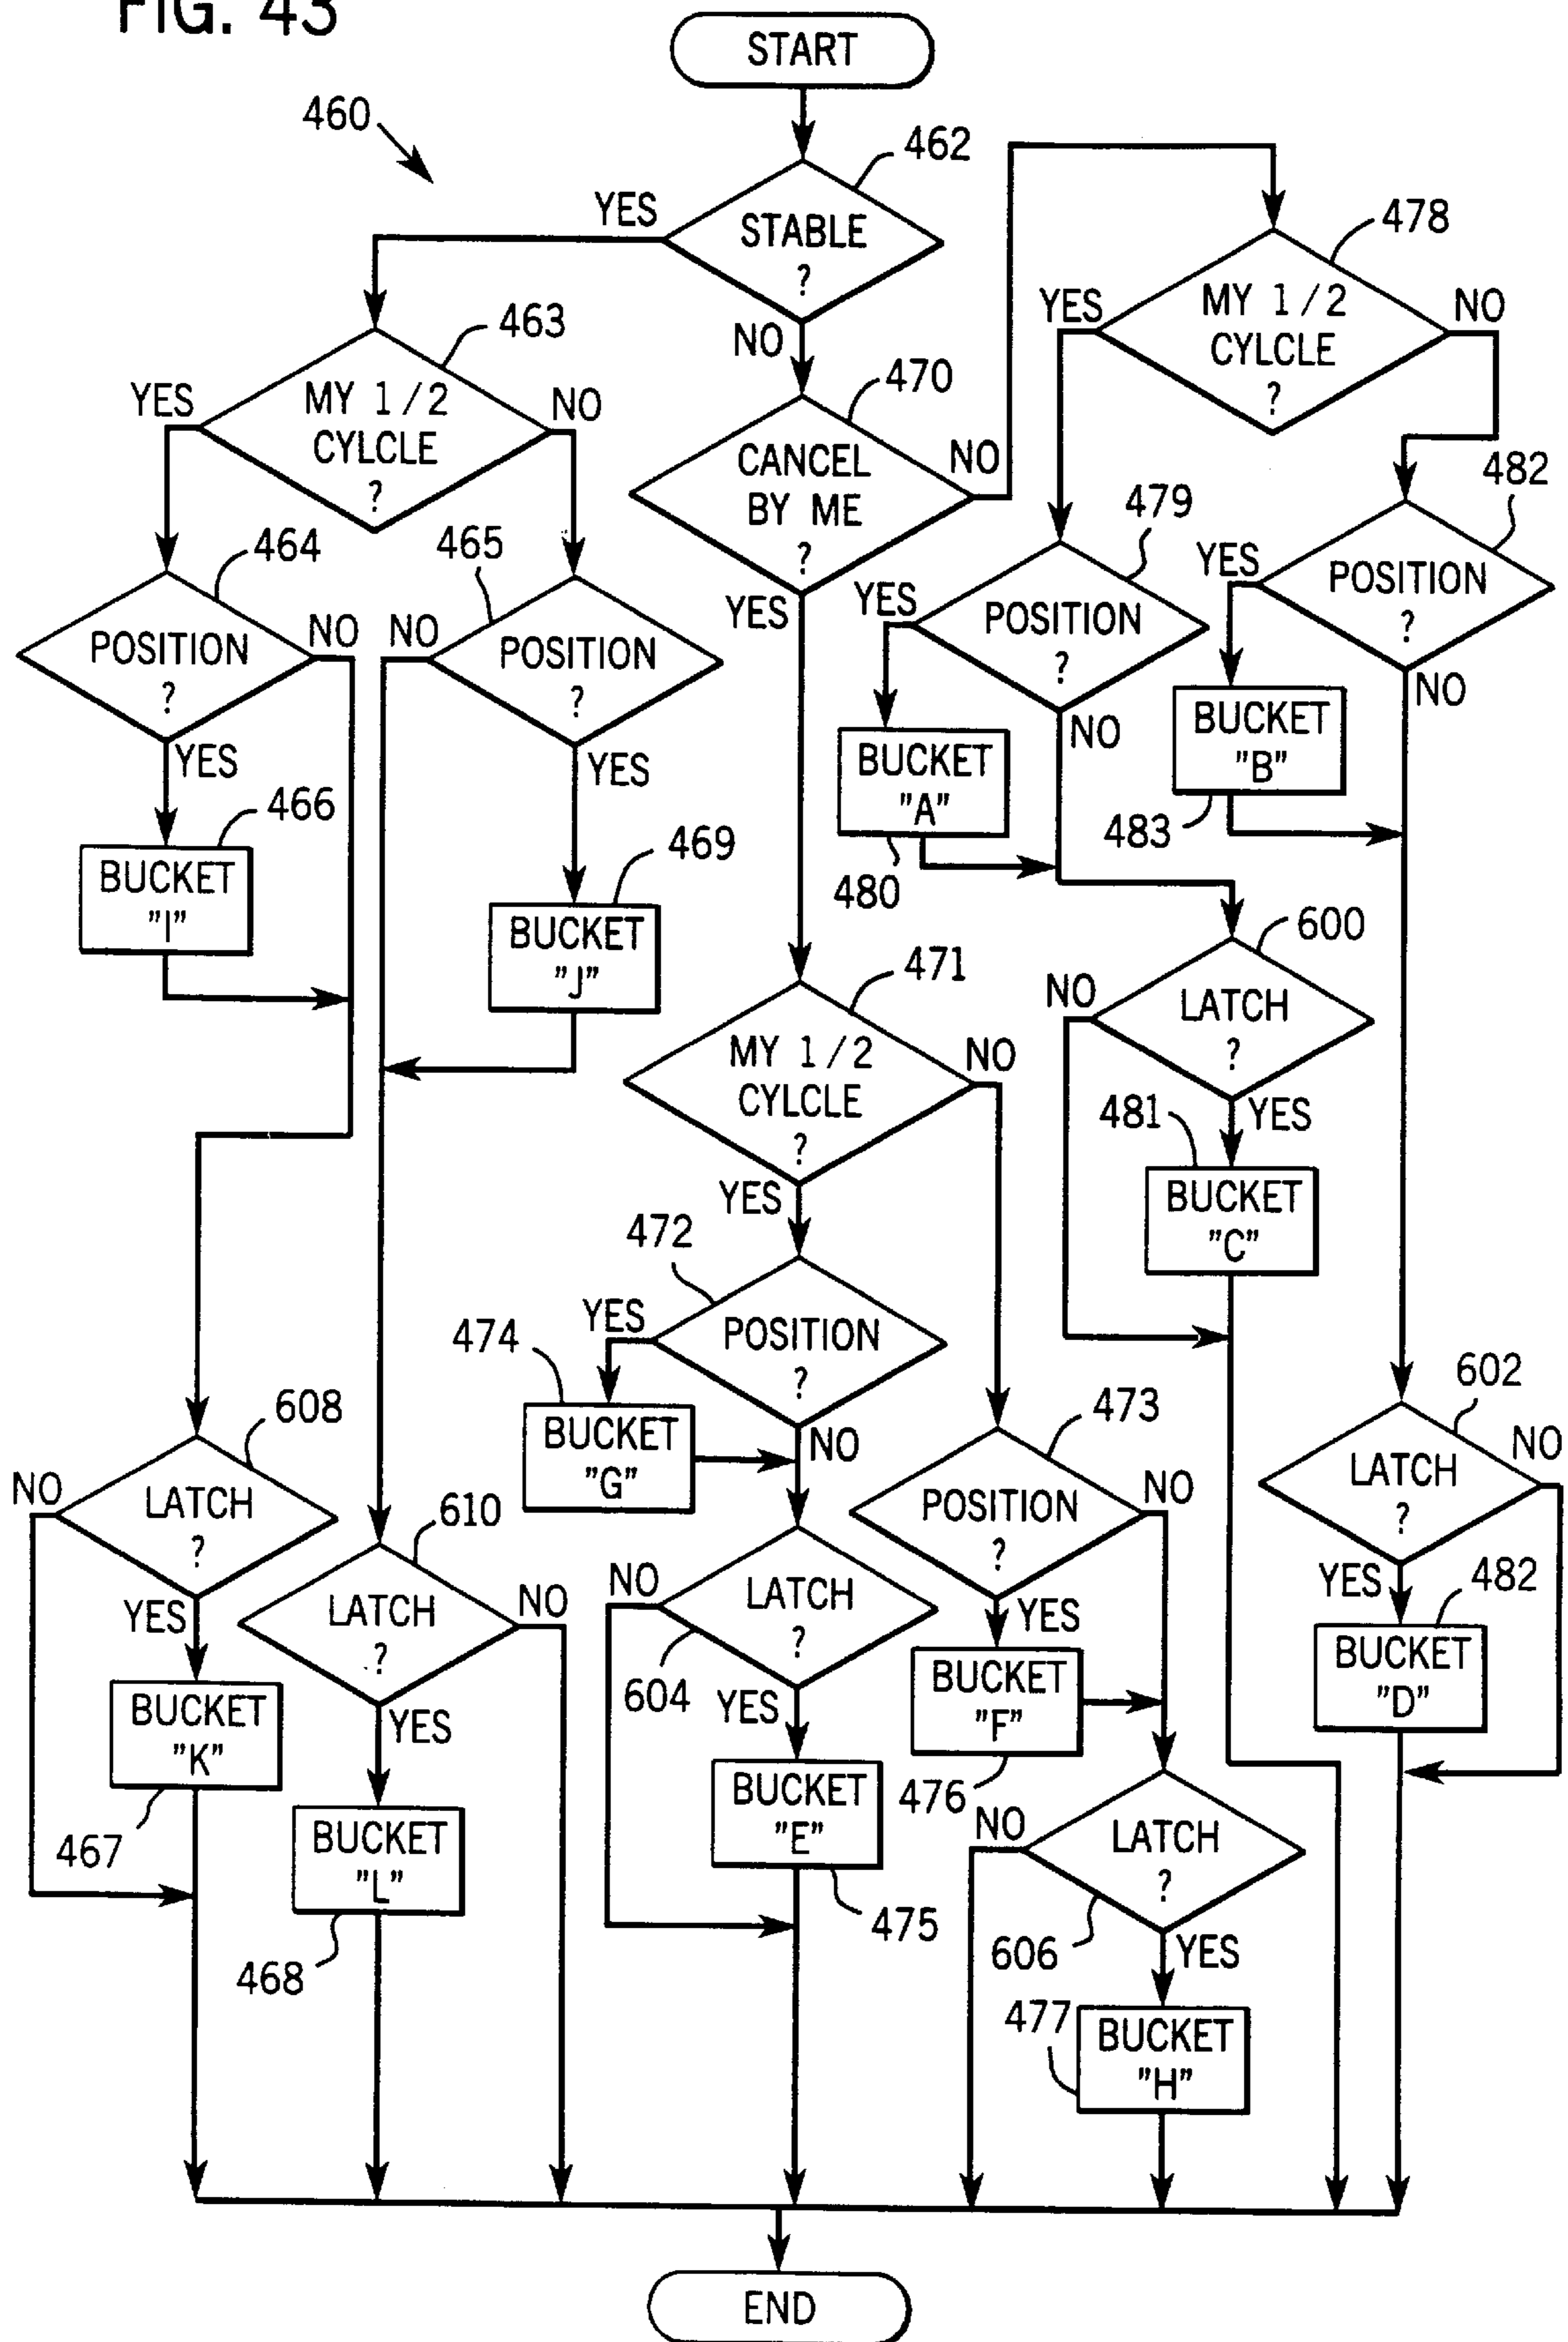 FIG. 43
START
460
462
YES
STABLE
?
478
463
NO
YES
MY 1/2
CYLCLE
?
NO
470
YES
MY 1/2
CYLCLE
?
NO
CANCEL
BY ME
?
NO
482
479
464
465
YES
POSITION
?
YES
YES
POSITION
?
NO
NO
POSITION
?
POSITION
?
NO
BUCKET
"B"
NO
YES
YES
BUCKET
"A"
483
466
469
480
BUCKET
"I"
BUCKET
"J"
600
471
NO
LATCH
?
MY 1/2
CYLCLE
?
NO
481
YES
YES
BUCKET
"C"
472
YES
474
POSITION
?
602
608
473
BUCKET
"G"
NO
NO
LATCH
?
NO
LATCH
?
610
POSITION
?
NO
NO
LATCH
?
YES
482
YES
LATCH
?
NO
YES
604
BUCKET
"F"
BUCKET
"D"
BUCKET
"K"
YES
YES
476
467
BUCKET
"L"
BUCKET
"E"
NO
LATCH
?
475
606
468
YES
477
BUCKET
"H"
END